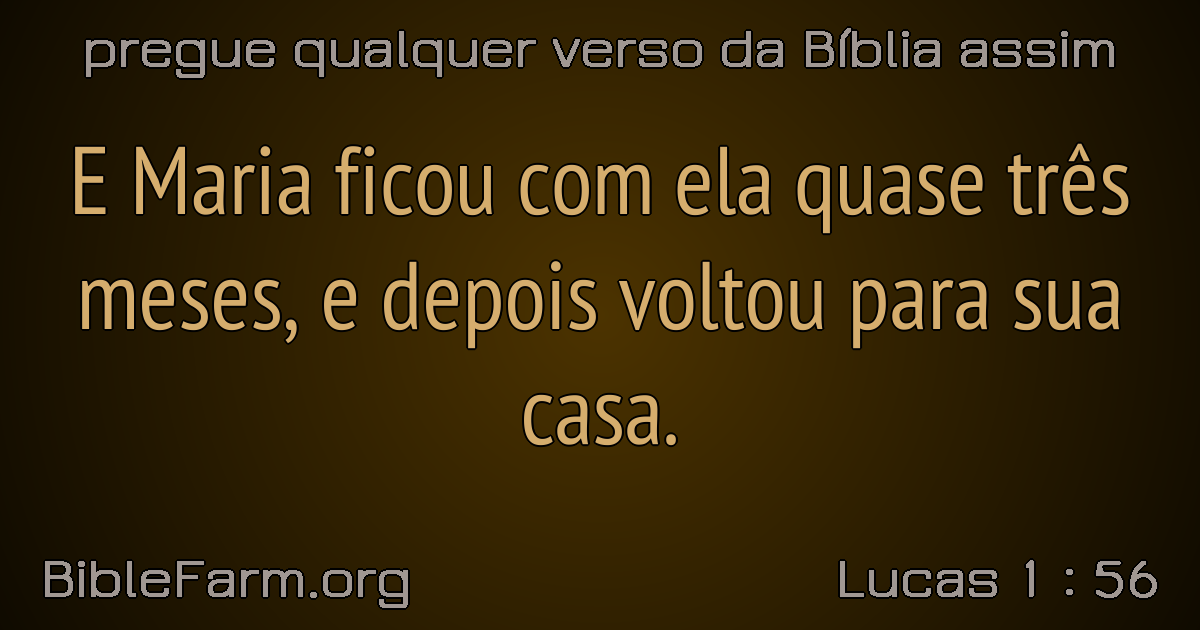 pregue qualquer verso da Bíblia assim
E Maria ficou com ela quase três
meses, e depois voltou para sua
casa.
BibleFarm.org
Lucas 1 : 56